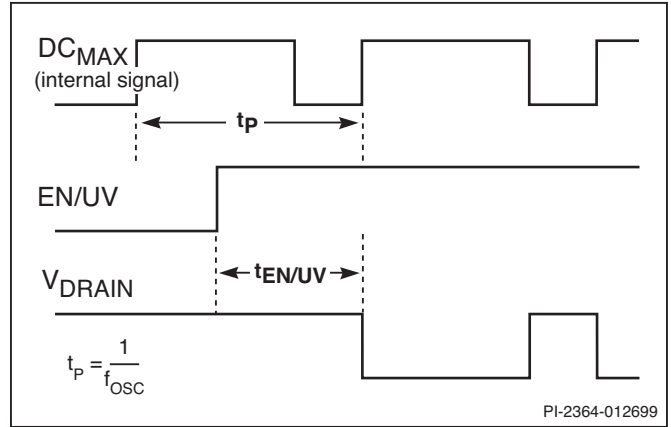 DCMAX
(internal signal)
tP
EN/UV
tEN/UV
VDRAIN
tP = 1/fOSC
PI-2364-012699